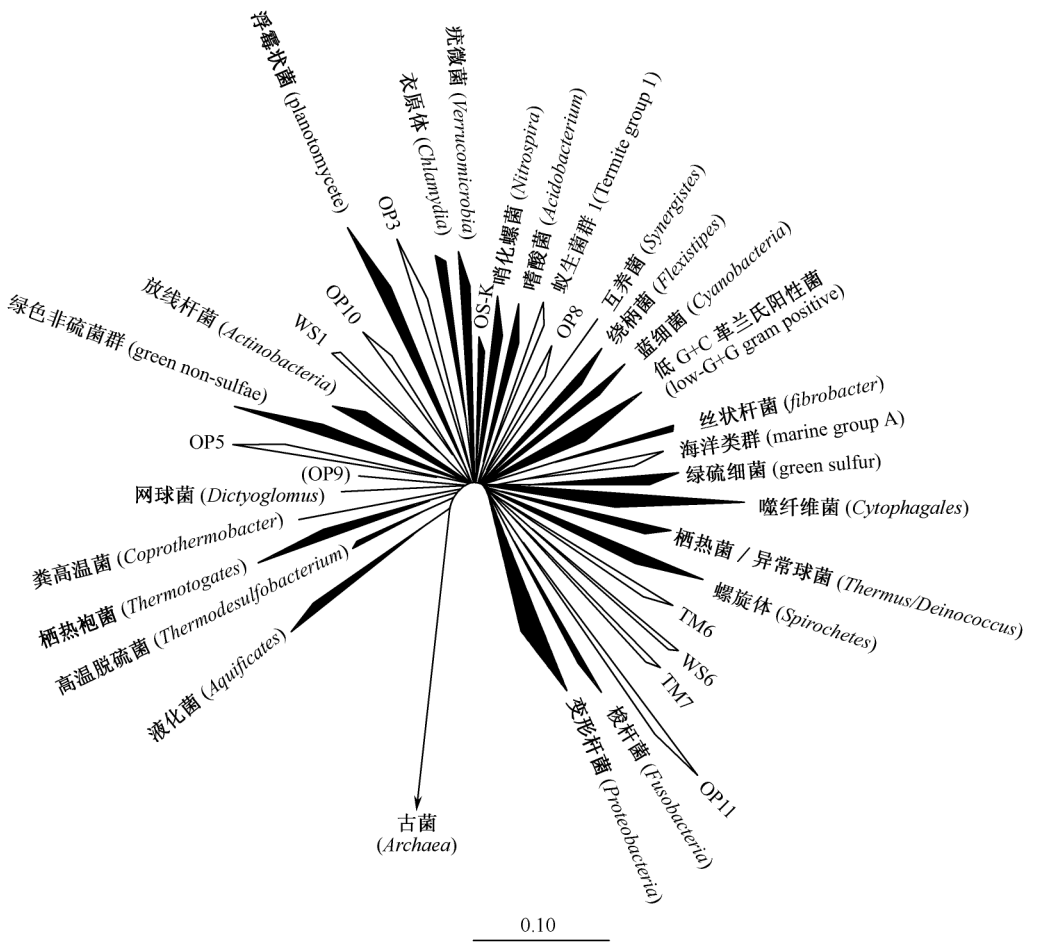 浮霉状菌 (planotomycete)
OP3
衣原体 (Chlamydia)
疣微菌 (Verrucomicrobia)
OS-K
哨化螺菌 (Nitrospira)
嗜酸菌 (Acidobacterium)
蚁生菌群 1(Termite group 1)
OP8
互养菌 (Synergistes)
绕柄菌 (Flexistipes)
蓝细菌 (Cyanobacteria)
低 G+C 革兰氏阳性菌
(low-G+G gram positive)
丝状杆菌 (fibrobacter)
海洋类群 (marine group A)
绿硫细菌 (green sulfur)
噬纤维菌 (Cytophagales)
栖热菌 / 异常球菌 (Thermus/Deinococcus)
螺旋体 (Spirochetes)
TM6
WS6
TM7
OP11
梭杆菌 (Fusobacteria)
变形杆菌 (Proteobacteria)
古菌
(Archaea)
液化菌 (Aquificates)
高温脱硫菌 (Thermodesulfobacterium)
栖热袍菌 (Thermotogates)
粪高温菌 (Coprothermobacter)
网球菌 (Dictyoglomus)
(OP9)
OP5
绿色非硫菌群 (green non-sulfae)
放线杆菌 (Actinobacteria)
WS1
OP10
0.10